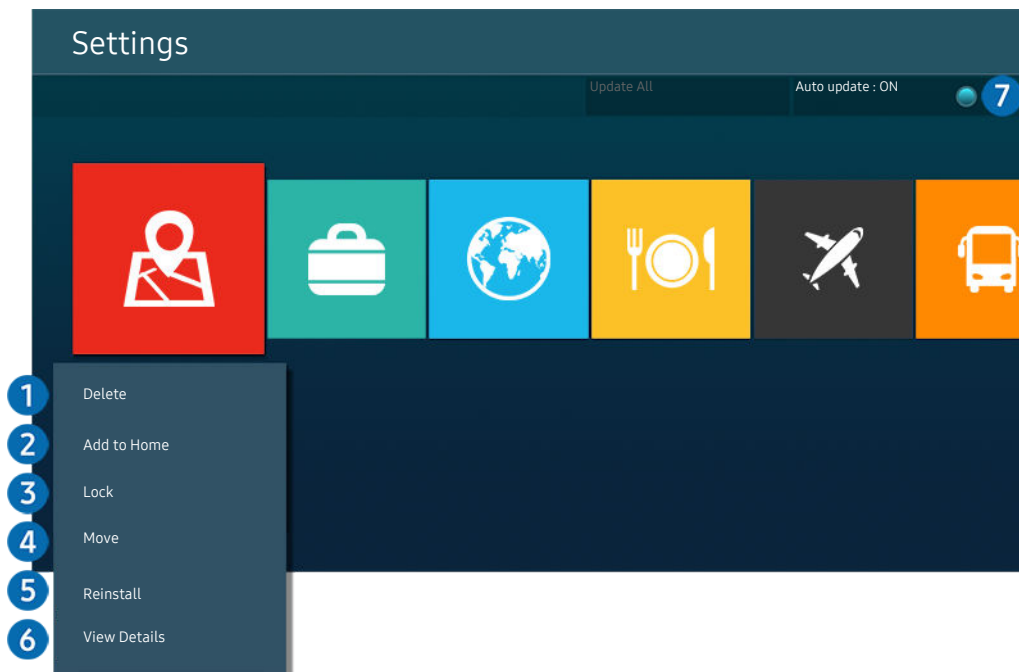 Settings
Update All
Auto update : ON
7
1 Delete
2 Add to Home
3 Lock
4 Move
5 Reinstall
6 View Details